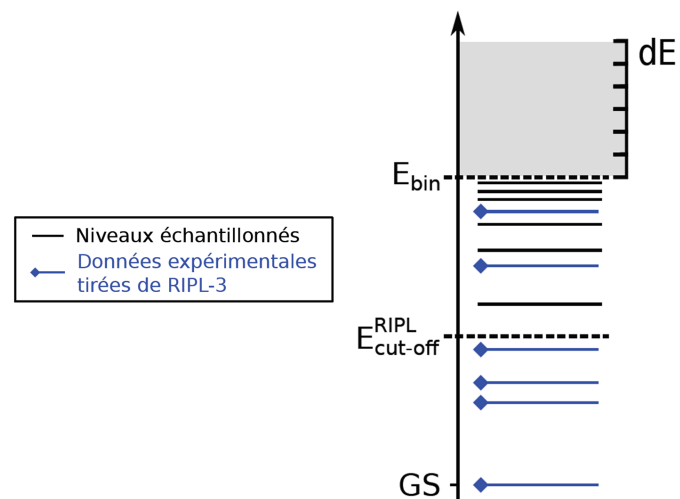 dE
E_bin
Niveaux échantillonnés
Données expérimentales
tirées de RIPL-3
E^RIPL_cut-off
GS